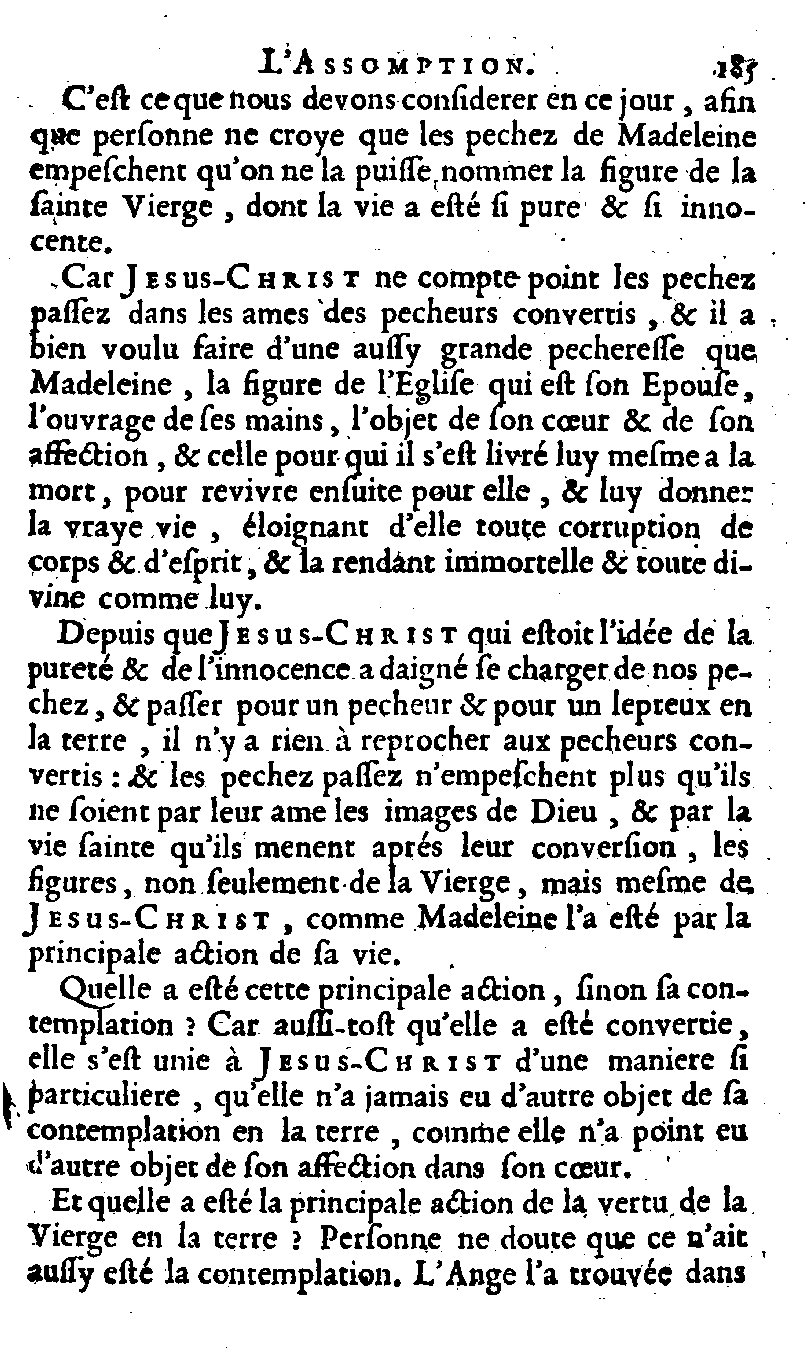 L'ASSOMPTION. 185
C'eſt ce que nous devons conſiderer en ce jour, afin
que perſonne ne croye que les pechez de Madeleine
empeſchent qu'on ne la puiſſe nommer la figure de la
ſainte Vierge, dont la vie a eſté ſi pure & ſi inno-
cente.
Car JESUS-CHRIST ne compte point les pechez
paſſez dans les ames des pecheurs convertis, & il a
bien voulu faire d'une auſſy grande pechereſſe que
Madeleine, la figure de l'Egliſe qui eſt ſon Epouſe,
l'ouvrage de ſes mains, l'objet de ſon cœur & de ſon
affection, & celle pour qui il s'eſt livré luy meſme a la
mort, pour revivre enſuite pour elle, & luy donner
la vraye vie, éloignant d'elle toute corruption de
corps & d'eſprit, & la rendant immortelle & toute di-
vine comme luy.
Depuis que JESUS-CHRIST qui eſtoit l'idée de la
pureté & de l'innocence a daigné ſe charger de nos pe-
chez, & paſſer pour un pecheur & pour un lepreux en
la terre, il n'y a rien à reprocher aux pecheurs con-
vertis : & les pechez paſſez n'empeſchent plus qu'ils
ne ſoient par leur ame les images de Dieu, & par la
vie ſainte qu'ils menent aprés leur converſion, les
figures, non ſeulement de la Vierge, mais meſme de
JESUS-CHRIST, comme Madeleine l'a eſté par la
principale action de ſa vie.
Quelle a eſté cette principale action, ſinon ſa con-
templation ? Car auſſi-toſt qu'elle a eſté convertie,
elle s'eſt unie à JESUS-CHRIST d'une maniere ſi
particuliere, qu'elle n'a jamais eu d'autre objet de ſa
contemplation en la terre, comme elle n'a point eu
d'autre objet de ſon affection dans ſon cœur.
Et quelle a eſté la principale action de la vertu de la
Vierge en la terre ? Perſonne ne doute que ce n'ait
auſſy eſté la contemplation. L'Ange l'a trouvée dans